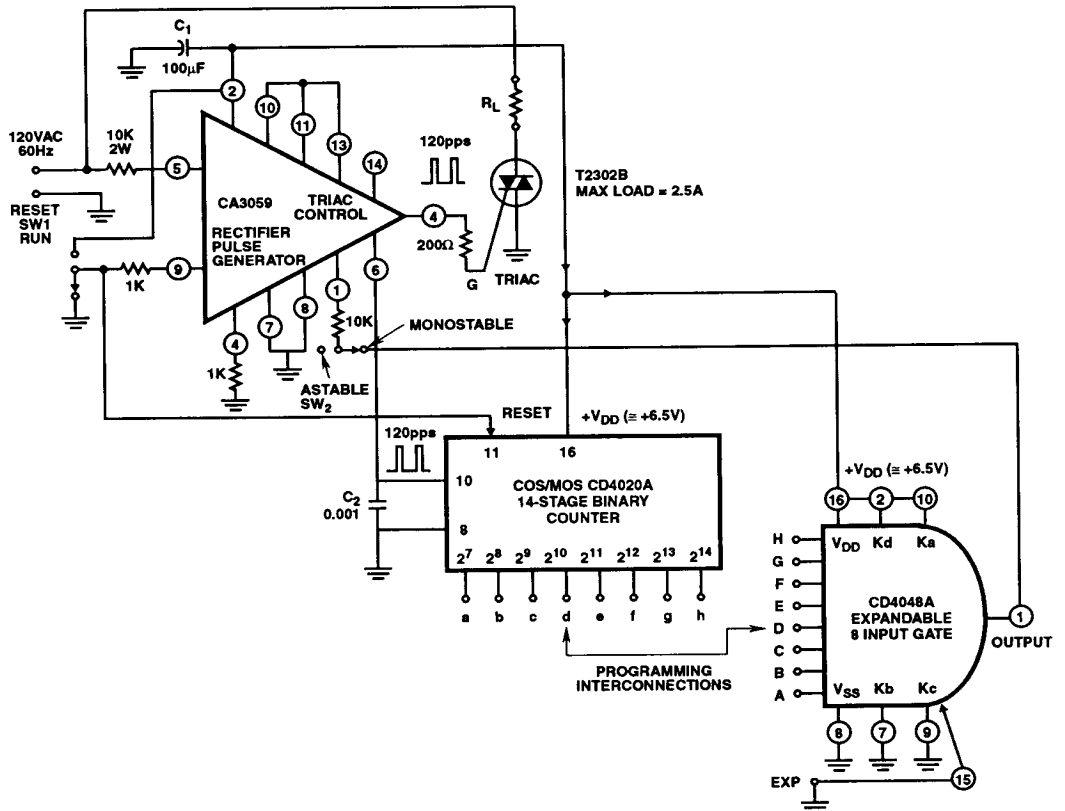 C1
100µF
2
10
11
13
14
120VAC
60Hz
10K
2W
5
RESET
SW1
RUN
CA3059
RECTIFIER
PULSE
GENERATOR
TRIAC
CONTROL
120pps
4
200Ω
G
TRIAC
RL
T2302B
MAX LOAD = 2.5A
1K
9
6
1
8
7
4
1K
10K
MONOSTABLE
ASTABLE
SW2
RESET
+VDD (≅ +6.5V)
120pps
11
16
10
COS/MOS CD4020A
14-STAGE BINARY
COUNTER
C2
0.001
8
2^7 2^8 2^9 2^10 2^11 2^12 2^13 2^14
a b c d e f g h
PROGRAMMING
INTERCONNECTIONS
+VDD (≅ +6.5V)
16 2 10
VDD Kd Ka
H
G
F
E
D
C
B
A
CD4048A
EXPANDABLE
8 INPUT GATE
1
OUTPUT
VSS Kb Kc
8 7 9
EXP
15